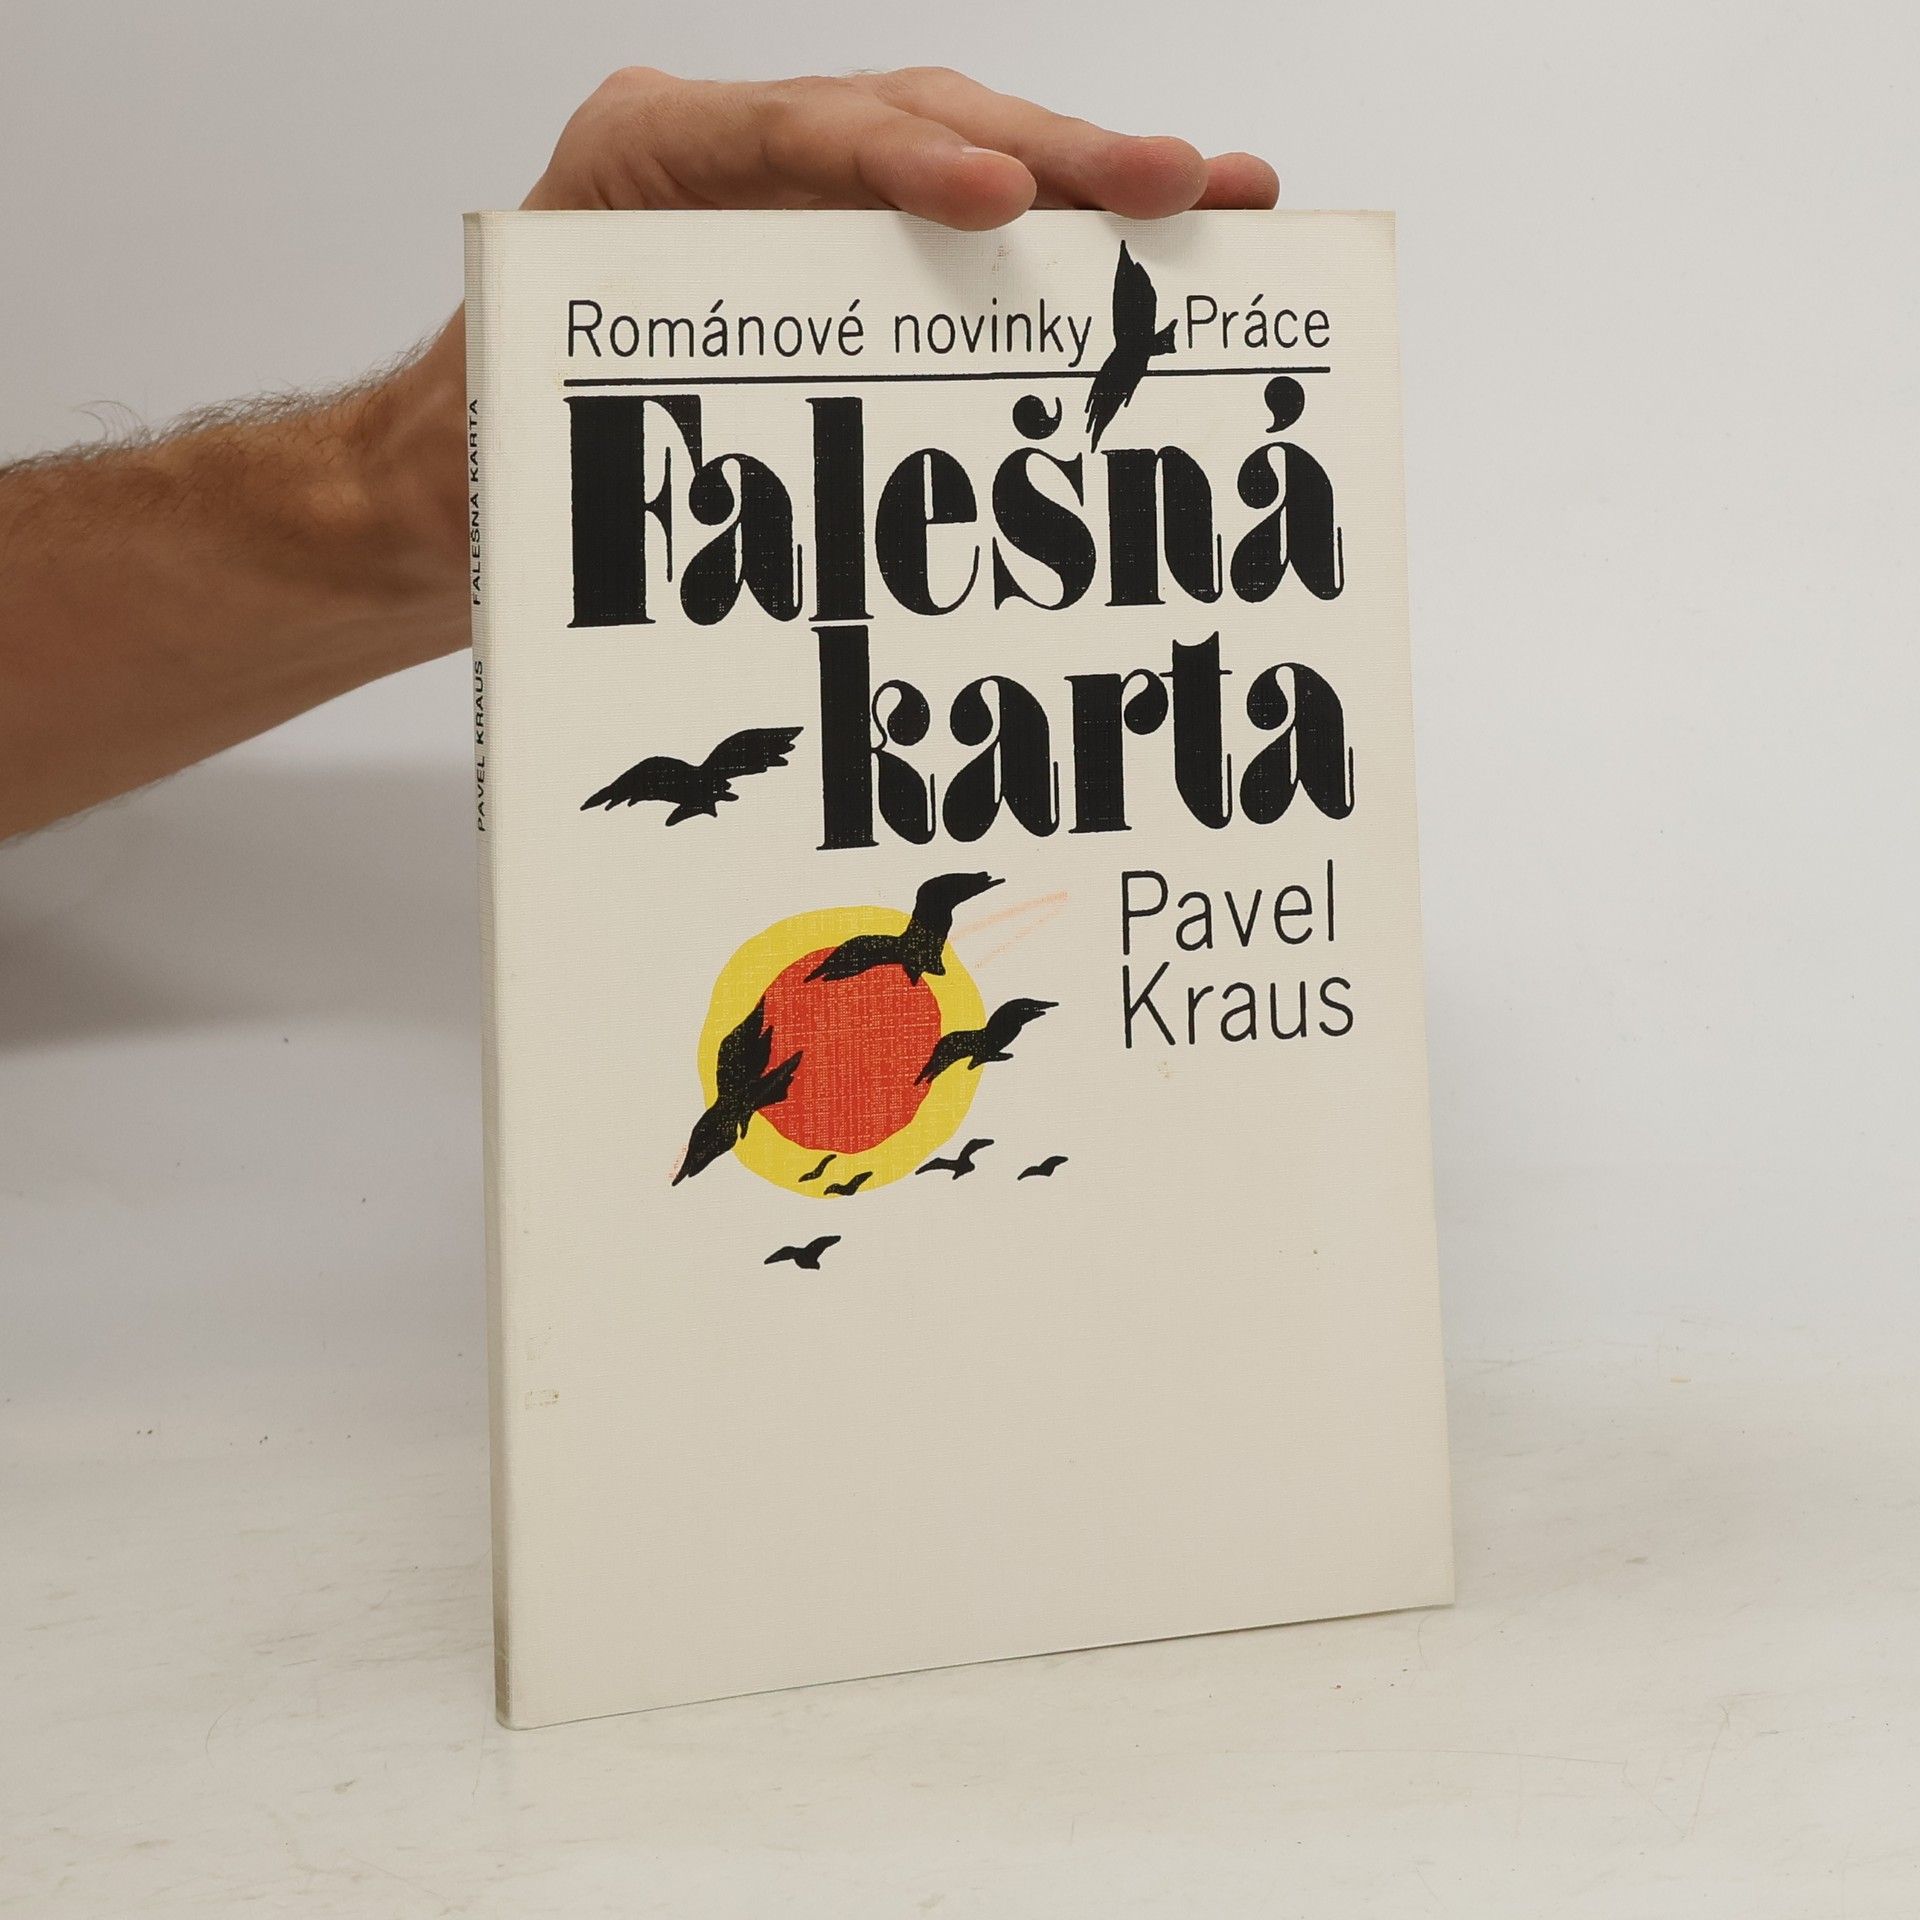 Románové novinky Práce
Falešná
karta
Pavel
Kraus
PAVEL KRAUS FALEŠNÁ KARTA